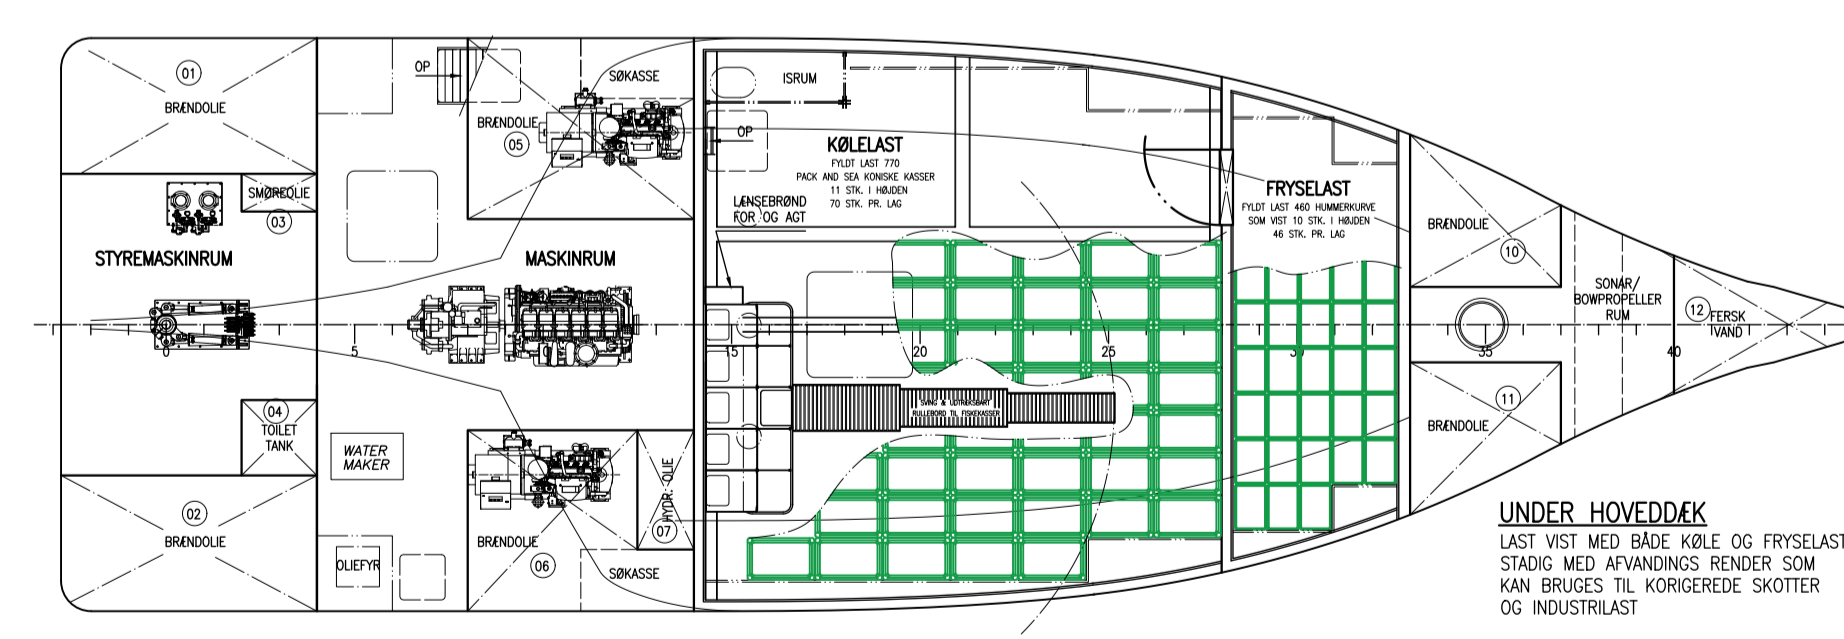 01
BRÆNDOLIE
SMØREOLIE
03
STYREMASKINRUM
04
TOILET
TANK
02
BRÆNDOLIE
OP
BRÆNDOLIE
05
SØKASSE
MASKINRUM
5
WATER
MAKER
OLIEFYR
BRÆNDOLIE
06
HYDR. OLIE
07
SØKASSE
ISRUM
OP
KØLELAST
FYLDT LAST 770
PACK AND SEA KONISKE KASSER
11 STK. I HØJDEN
70 STK. PR. LAG
LÆNSEBRØND
FOR OG AGT
15
20
25
SVING & UDTRÆKSBART
RULLEBORD TIL FISKEKASSER
FRYSELAST
FYLDT LAST 460 HUMMERKURVE
SOM VIST 10 STK. I HØJDEN
46 STK. PR. LAG
30
BRÆNDOLIE
10
35
BRÆNDOLIE
11
SONAR/
BOWPROPELLER
RUM
40
12
FERSK
VAND
UNDER HOVEDDÆK
LAST VIST MED BÅDE KØLE OG FRYSELAST
STADIG MED AFVANDINGS RENDER SOM
KAN BRUGES TIL KORIGEREDE SKOTTER
OG INDUSTRILAST